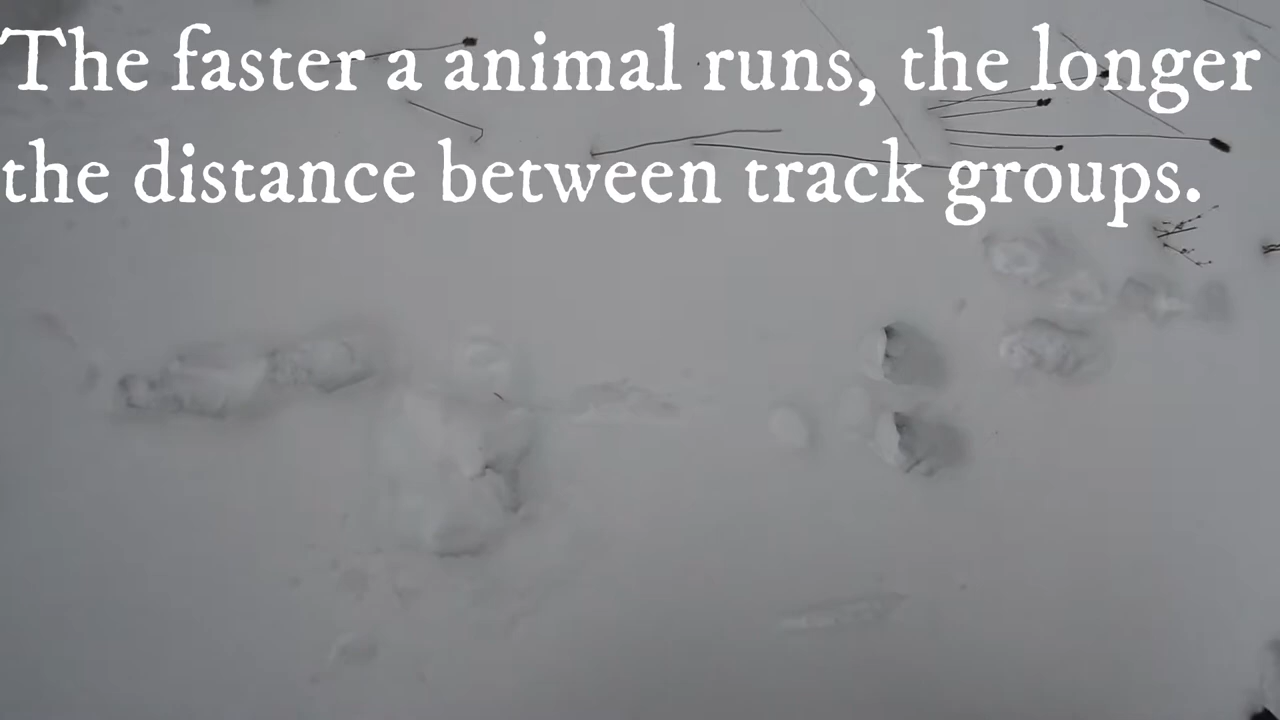 The faster a animal runs, the longer
the distance between track groups.